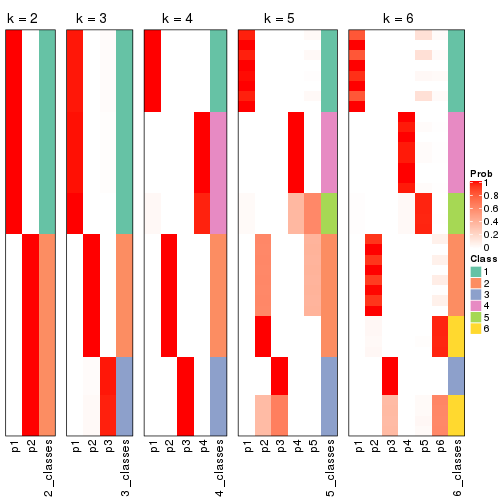 k = 2
k = 3
k = 4
k = 5
k = 6
Prob
1
0.8
0.6
0.4
0.2
0
Class
1
2
3
4
5
6
p1
p2
2_classes
p1
p2
p3
3_classes
p1
p2
p3
p4
4_classes
p1
p2
p3
p4
p5
5_classes
p1
p2
p3
p4
p5
p6
6_classes